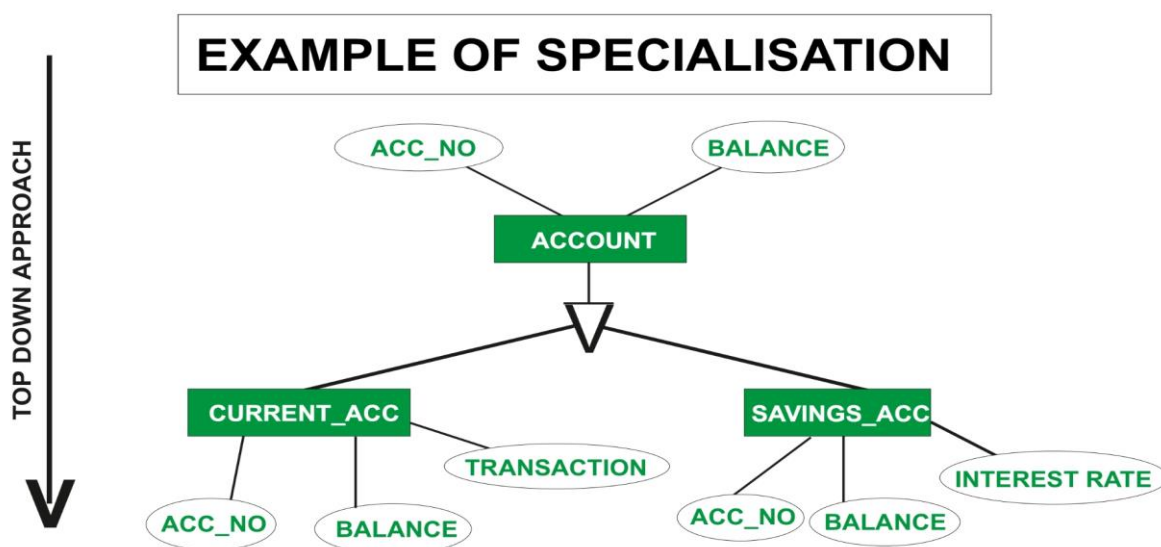 EXAMPLE OF SPECIALISATION
TOP DOWN APPROACH
ACC_NO
BALANCE
ACCOUNT
CURRENT_ACC
SAVINGS_ACC
TRANSACTION
INTEREST RATE
ACC_NO
BALANCE
ACC_NO
BALANCE